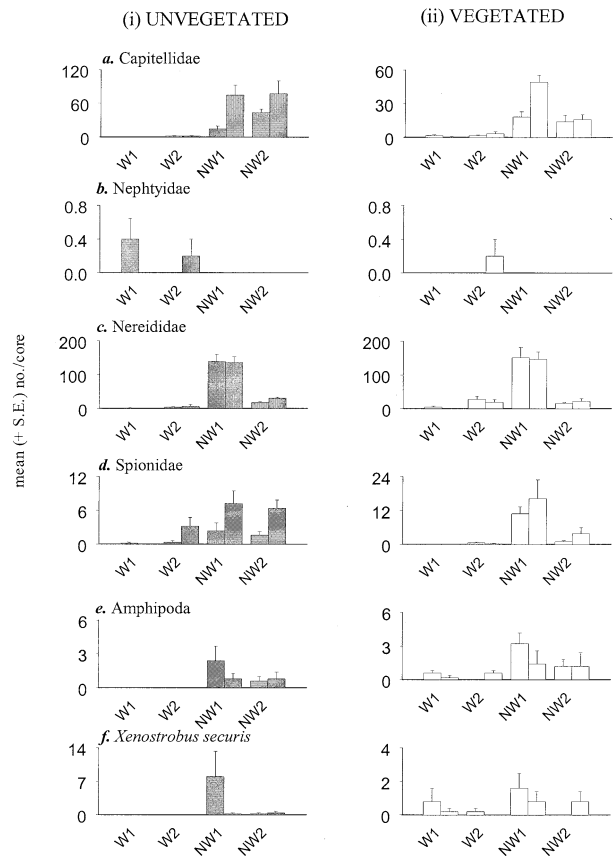 (i) UNVEGETATED
(ii) VEGETATED
mean (+ S.E.) no./core
a. Capitellidae
120
60
0
W1 W2 NW1 NW2
60
30
0
W1 W2 NW1 NW2
b. Nephtyidae
0.8
0.4
0.0
W1 W2 NW1 NW2
0.8
0.4
0.0
W1 W2 NW1 NW2
c. Nereididae
200
100
0
W1 W2 NW1 NW2
200
100
0
W1 W2 NW1 NW2
d. Spionidae
12
6
0
W1 W2 NW1 NW2
24
12
0
W1 W2 NW1 NW2
e. Amphipoda
6
3
0
W1 W2 NW1 NW2
6
3
0
W1 W2 NW1 NW2
f. Xenostrobus securis
14
7
0
W1 W2 NW1 NW2
4
2
0
W1 W2 NW1 NW2